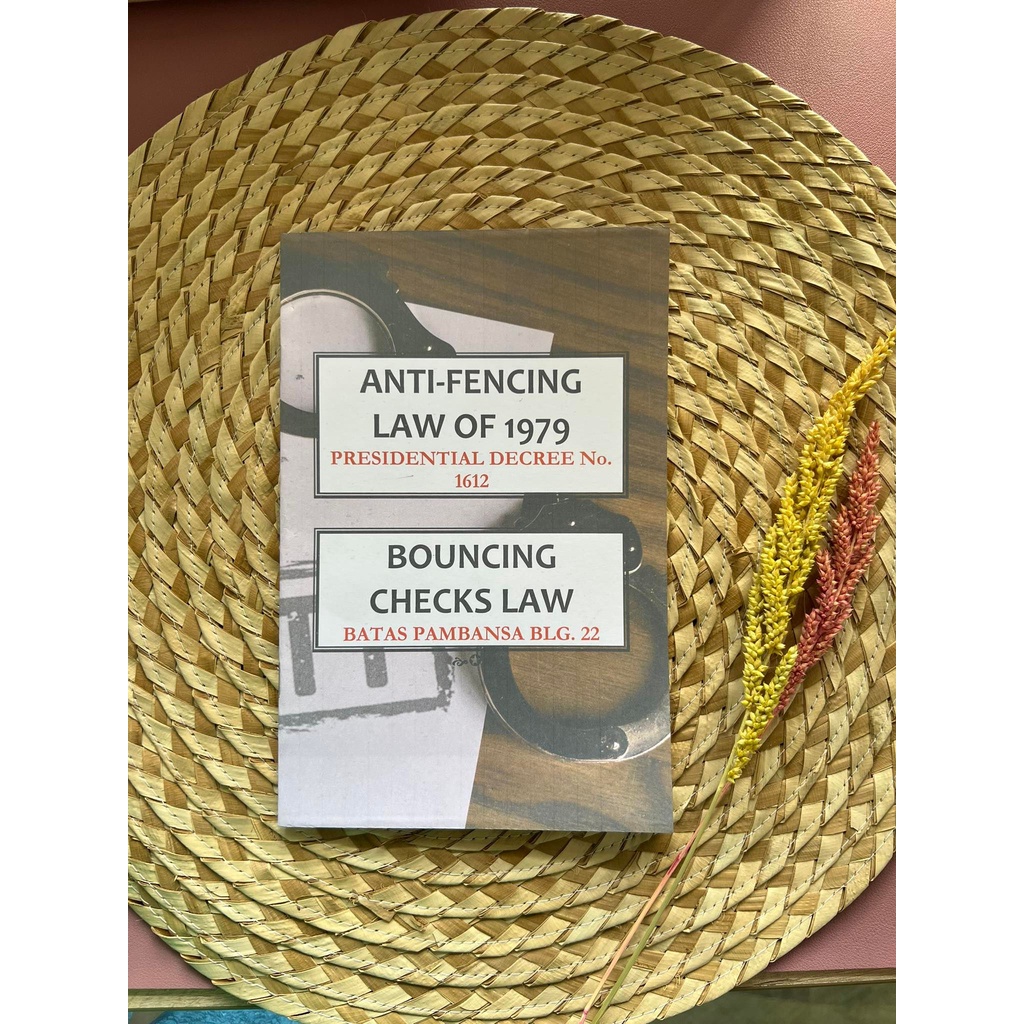 ANTI-FENCING
LAW OF 1979
PRESIDENTIAL DECREE No.
1612
BOUNCING
CHECKS LAW
BATAS PAMBANSA BLG. 22